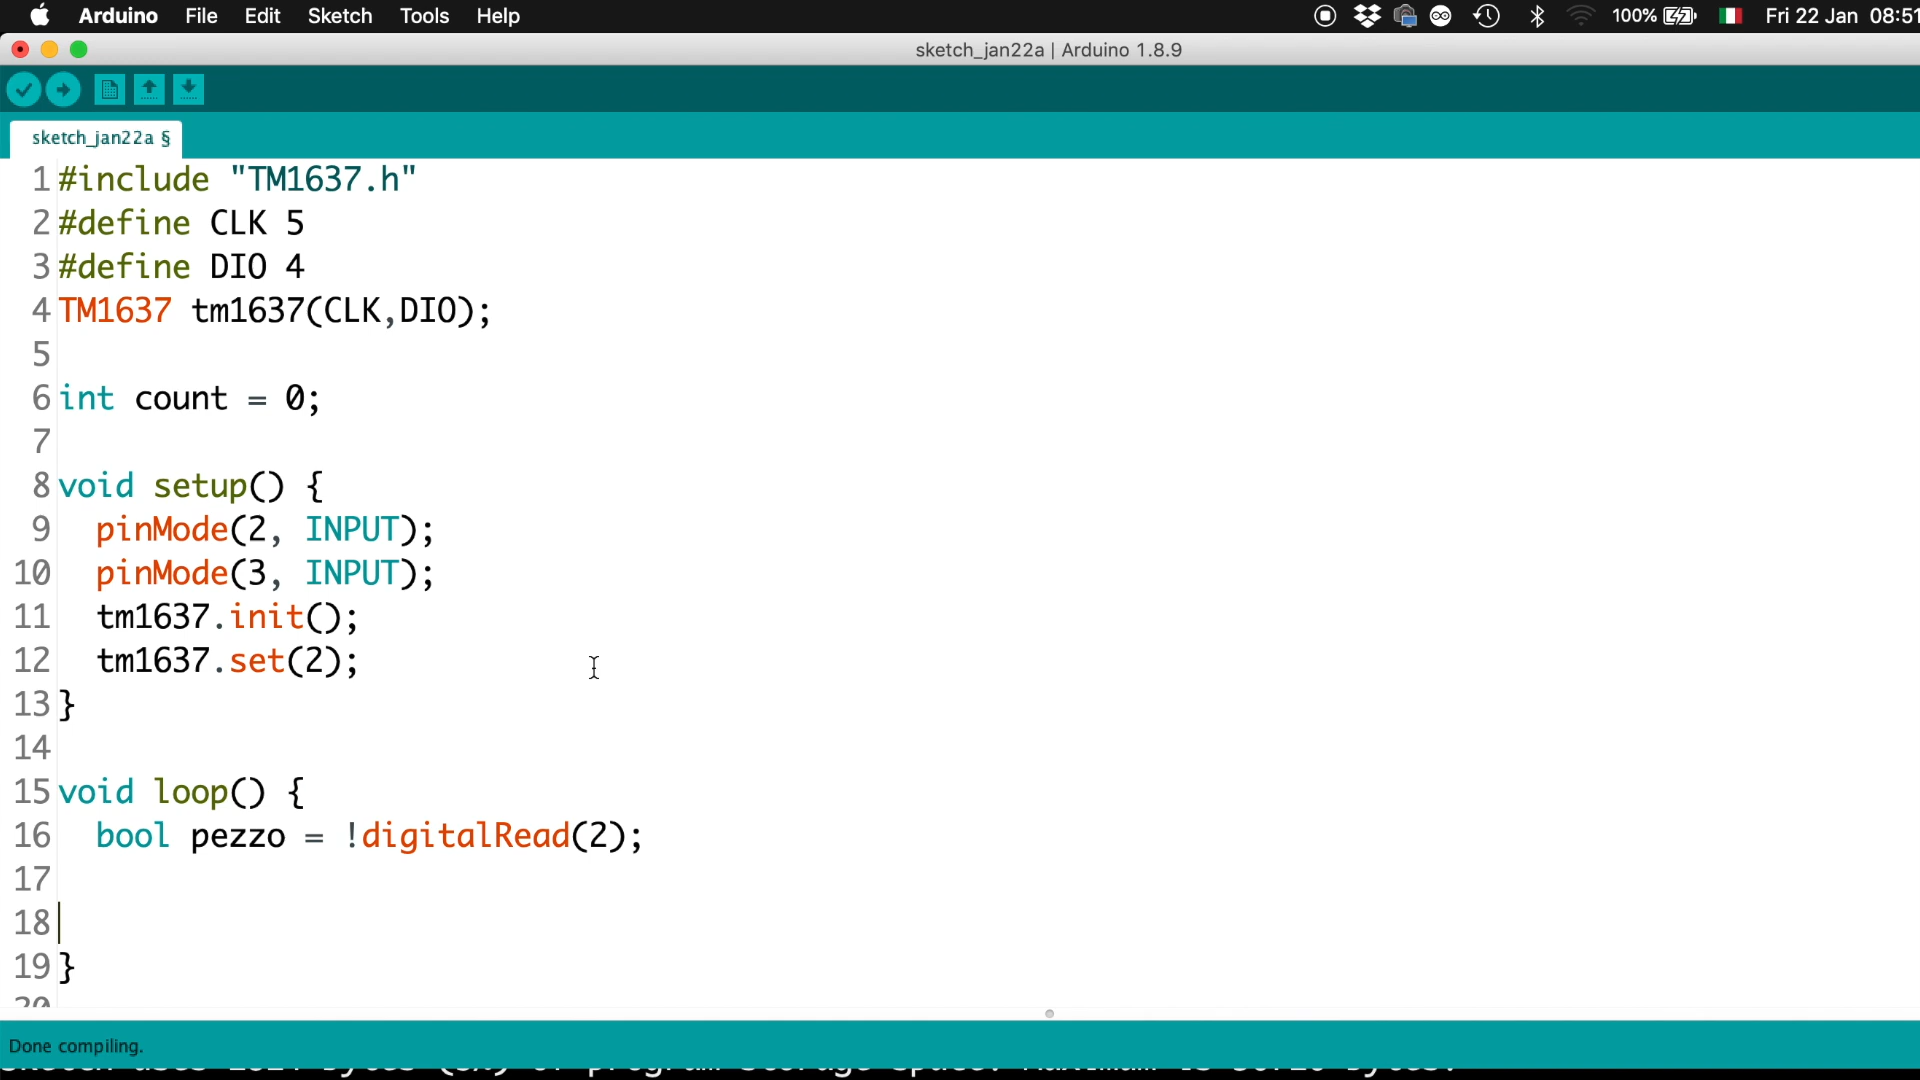 Arduino File Edit Sketch Tools Help 100% Fri 22 Jan 08:51
sketch_jan22a | Arduino 1.8.9
sketch_jan22a §
1 #include "TM1637.h"
2 #define CLK 5
3 #define DIO 4
4 TM1637 tm1637(CLK,DIO);
5
6 int count = 0;
7
8 void setup() {
9 pinMode(2, INPUT);
10 pinMode(3, INPUT);
11 tm1637.init();
12 tm1637.set(2);
13 }
14
15 void loop() {
16 bool pezzo = !digitalRead(2);
17
18
19 }
20
Done compiling.